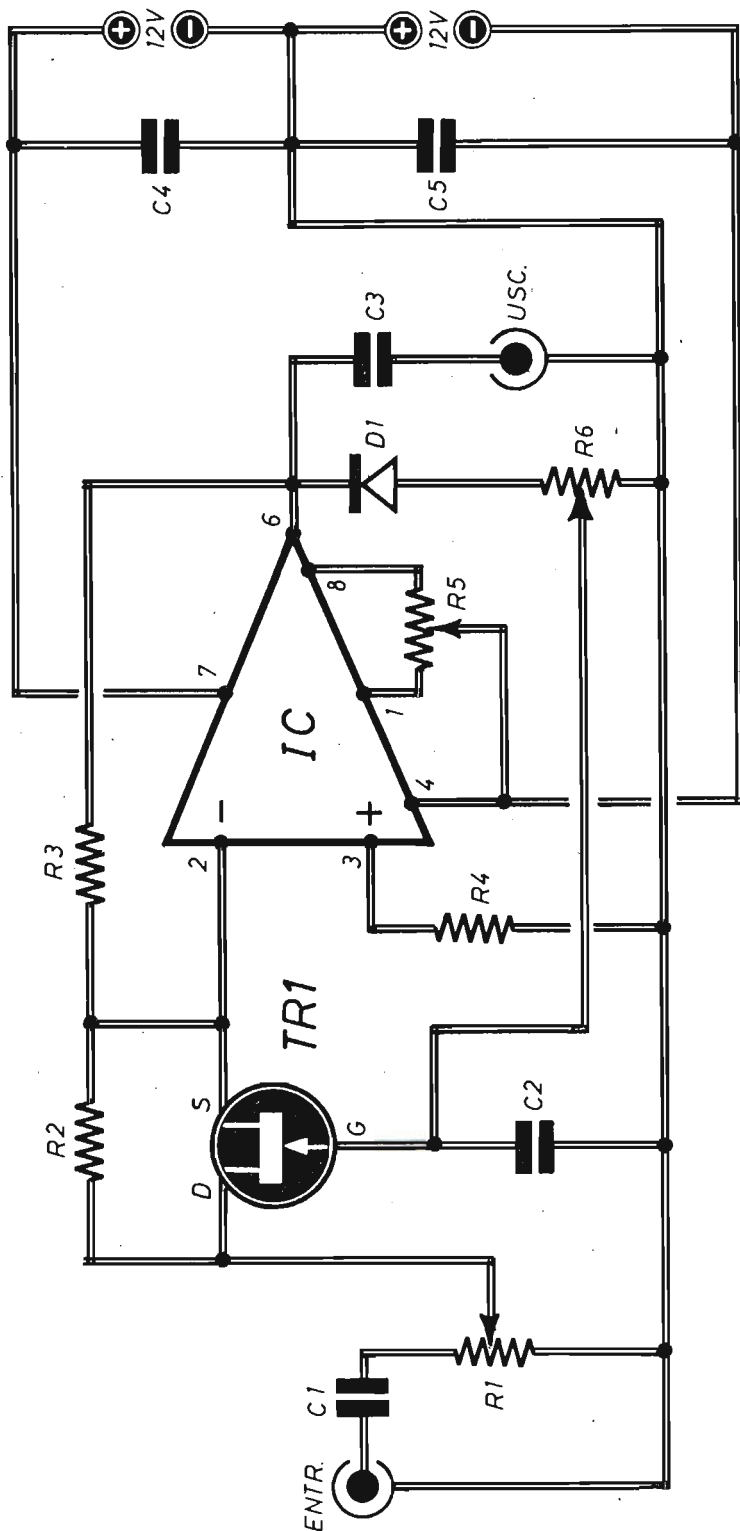 ENTR.
C1
R1
R2
D
S
G
TR1
C2
R3
2
-
3
+
R4
IC
7
4
1
8
6
R5
D1
R6
C3
USC.
C4
C5
+
12V
-
+
12V
-